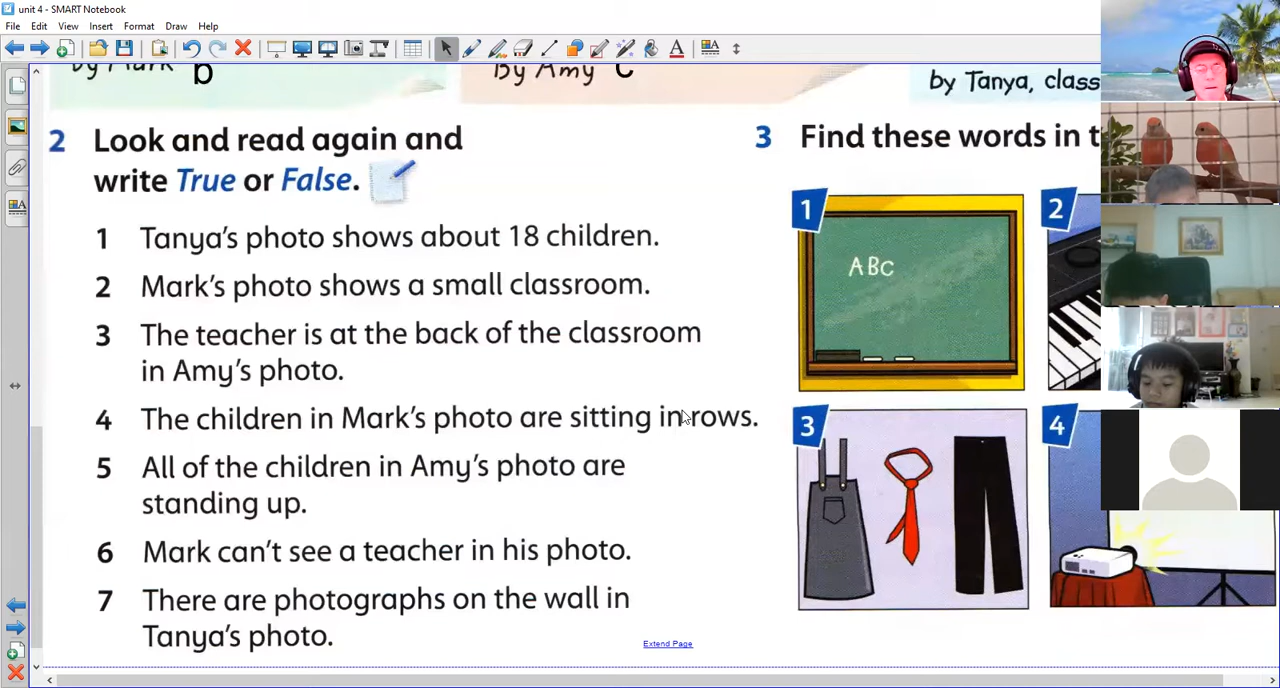 unit 4 - SMART Notebook
File Edit View Insert Format Draw Help
by Mark b
By Amy c
by Tanya, class
2 Look and read again and
write True or False.
1 Tanya's photo shows about 18 children.
2 Mark's photo shows a small classroom.
3 The teacher is at the back of the classroom
in Amy's photo.
4 The children in Mark's photo are sitting in rows.
5 All of the children in Amy's photo are
standing up.
6 Mark can't see a teacher in his photo.
7 There are photographs on the wall in
Tanya's photo.
3 Find these words in t
1
ABC
2
3
4
Extend Page